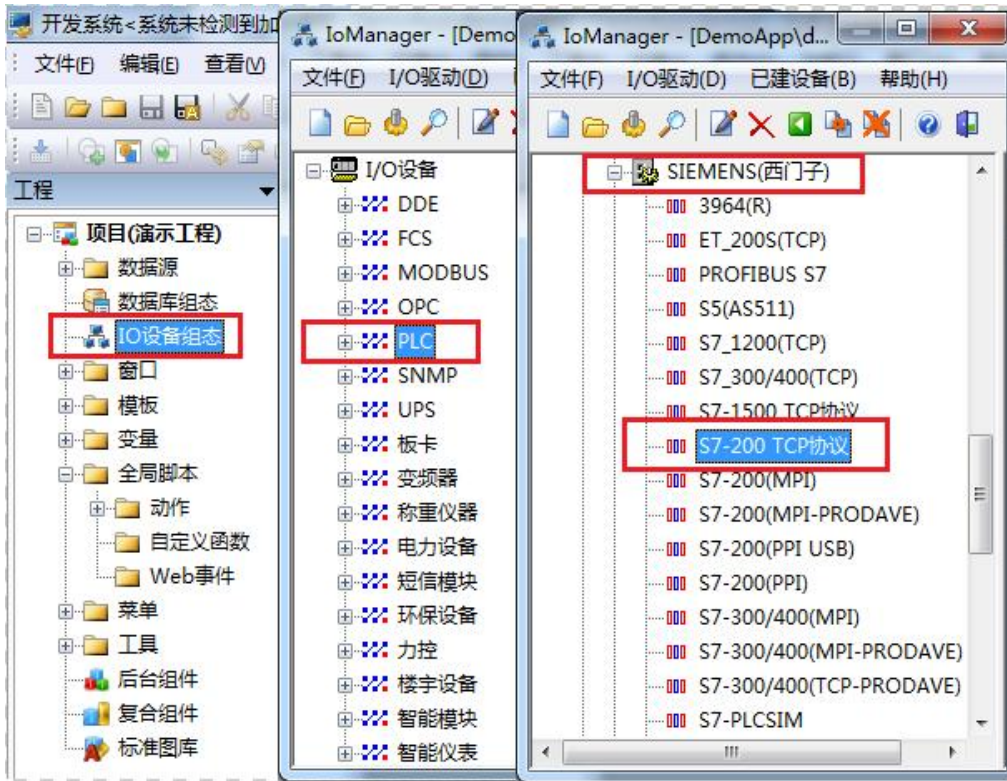 开发系统<系统未检测到加
文件(F) 编辑(E) 查看(V)
工程
项目(演示工程)
数据源
数据库组态
IO设备组态
窗口
模板
变量
全局脚本
动作
自定义函数
Web事件
菜单
工具
后台组件
复合组件
标准图库
IoManager - [Demo
文件(F) I/O驱动(D)
I/O设备
DDE
FCS
MODBUS
OPC
PLC
SNMP
UPS
板卡
变频器
称重仪器
电力设备
短信模块
环保设备
力控
楼宇设备
智能模块
智能仪表
IoManager - [DemoApp\d...
文件(F) I/O驱动(D) 已建设备(B) 帮助(H)
SIEMENS(西门子)
3964(R)
ET_200S(TCP)
PROFIBUS S7
S5(AS511)
S7_1200(TCP)
S7_300/400(TCP)
S7-1500 TCP协议
S7-200 TCP协议
S7-200(MPI)
S7-200(MPI-PRODAVE)
S7-200(PPI USB)
S7-200(PPI)
S7-300/400(MPI)
S7-300/400(MPI-PRODAVE)
S7-300/400(TCP-PRODAVE)
S7-PLCSIM